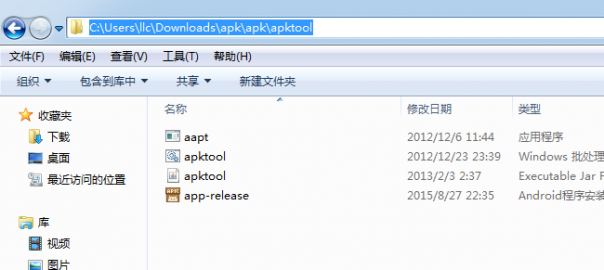 C:\Users\llc\Downloads\apk\apk\apktool
文件(F) 编辑(E) 查看(V) 工具(T) 帮助(H)
组织 包含到库中 共享 新建文件夹
收藏夹
下载
桌面
最近访问的位置
库
视频
图片
名称 修改日期 类型
aapt 2012/12/6 11:44 应用程序
apktool 2012/12/23 23:39 Windows 批处理
apktool 2013/2/3 2:37 Executable Jar F
app-release 2015/8/27 22:35 Android程序安装